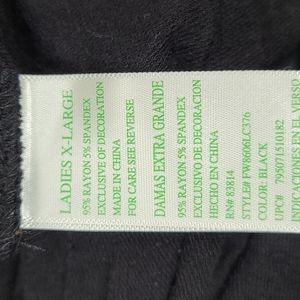 LADIES X-LARGE
95% RAYON 5% SPANDEX
EXCLUSIVE OF DECORATION
MADE IN CHINA
FOR CARE SEE REVERSE
DAMAS EXTRA GRANDE
95% RAYON 5% SPANDEX
EXCLUSIVO DE DECORACION
HECHO EN CHINA
RN# 83814
STYLE# FW8606LC376
COLOR: BLACK
UPC# 795071510182
INDICACIONES EN EL VERSO